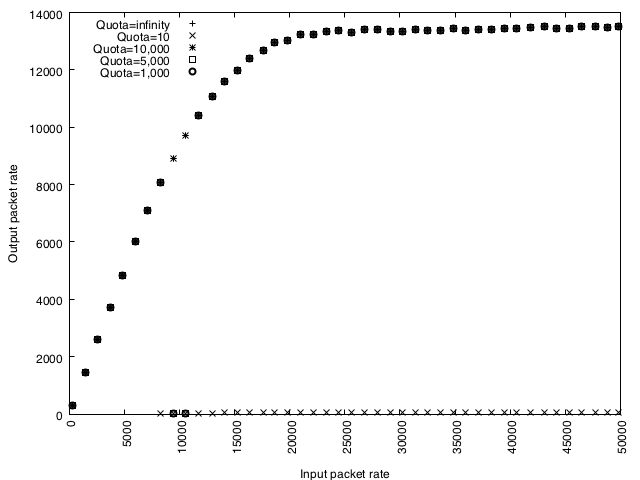 Quota=infinity
Quota=10
Quota=10,000
Quota=5,000
Quota=1,000
14000
12000
10000
8000
6000
4000
2000
0
Output packet rate
0
5000
10000
15000
20000
25000
30000
35000
40000
45000
50000
Input packet rate